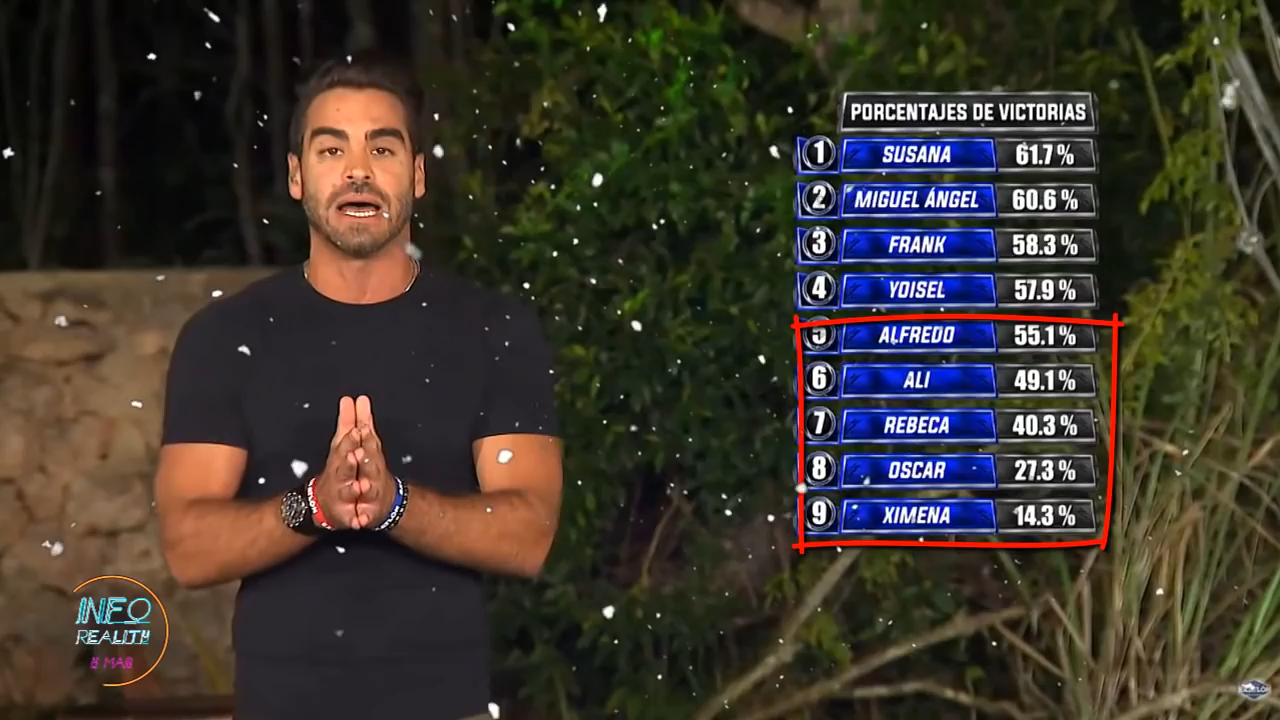 PORCENTAJES DE VICTORIAS
1 SUSANA 61.7 %
2 MIGUEL ÁNGEL 60.6 %
3 FRANK 58.3 %
4 YOISEL 57.9 %
5 ALFREDO 55.1 %
6 ALI 49.1 %
7 REBECA 40.3 %
8 OSCAR 27.3 %
9 XIMENA 14.3 %
INFO
REALITY
& MAS